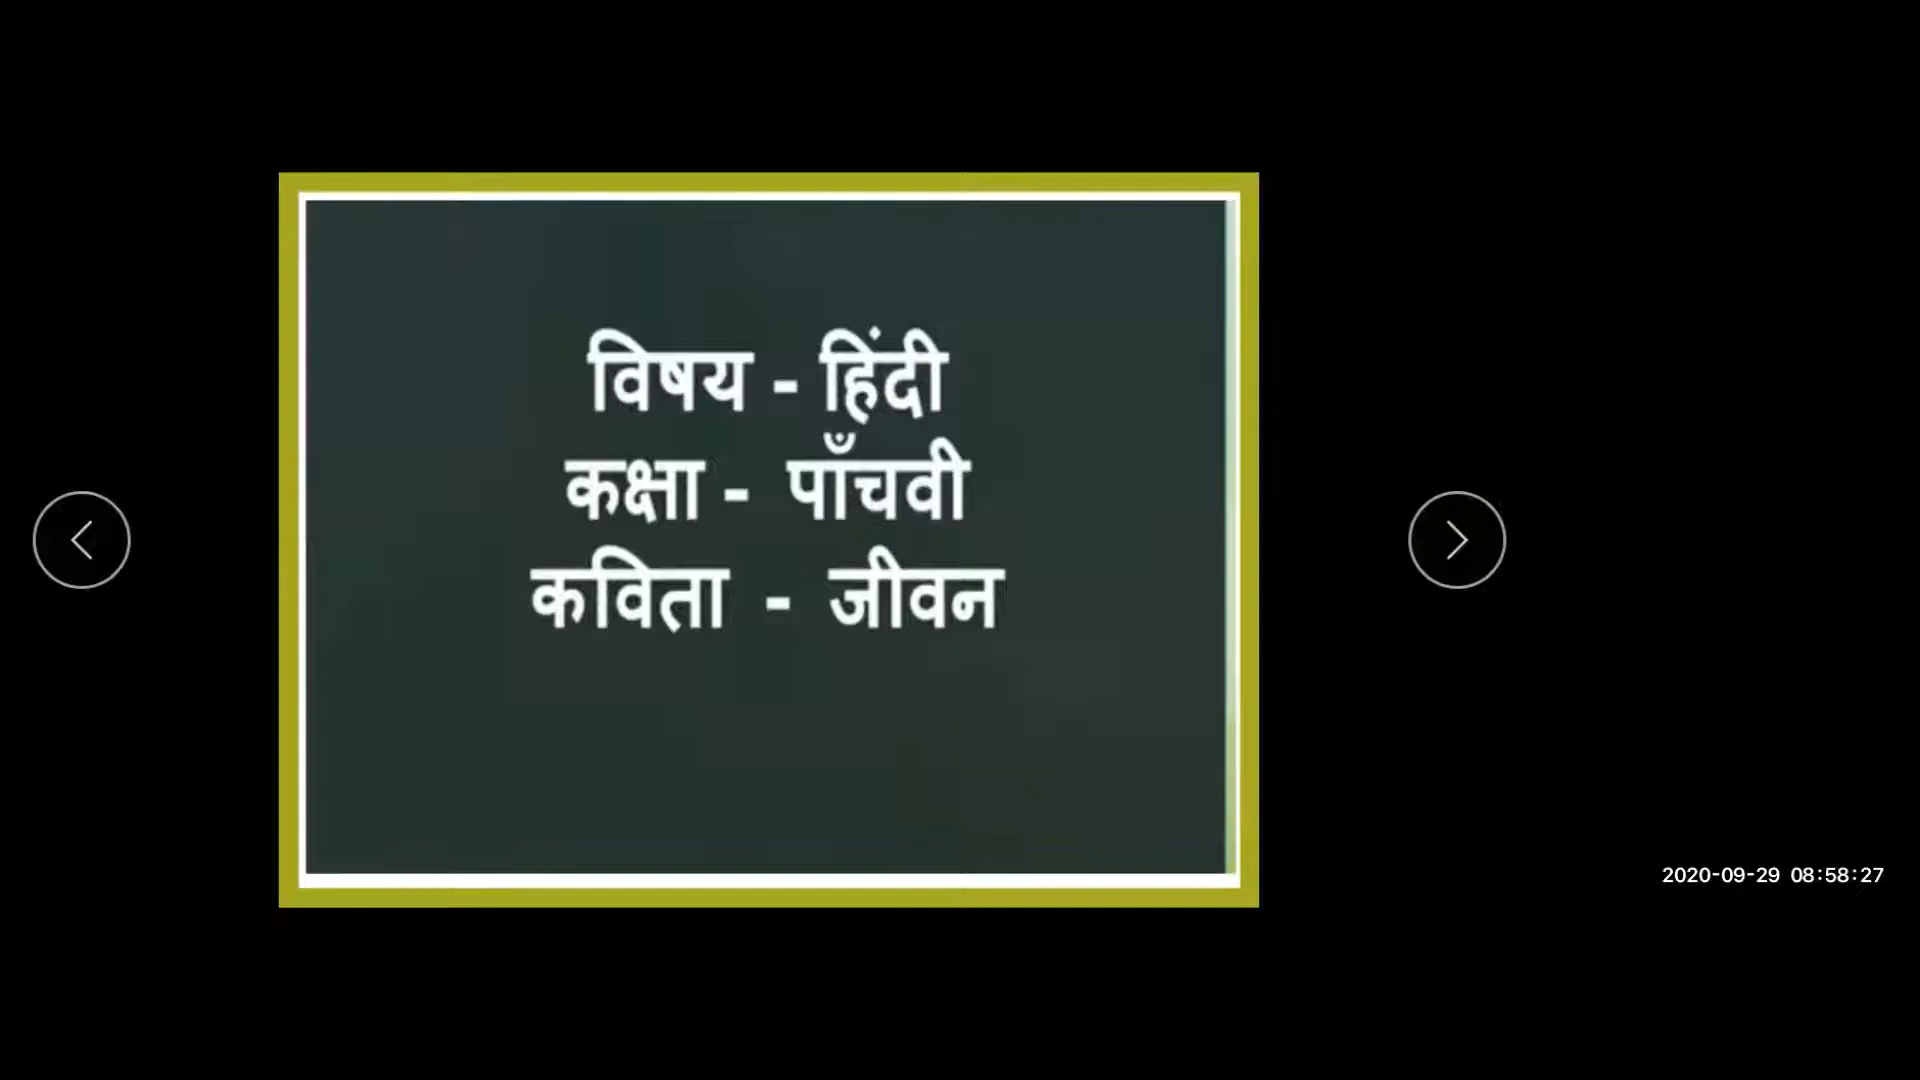 विषय - हिंदी
कक्षा - पाँचवी
कविता - जीवन
2020-09-29 08:58:27